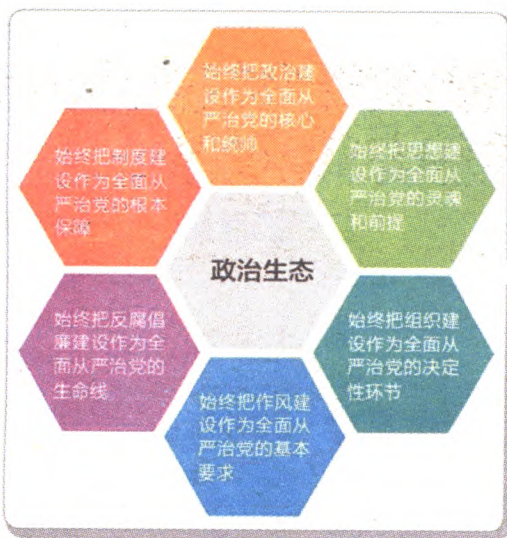 始终把政治建
设作为全面从
严治党的核心
和统帅
始终把思想建
设作为全面从
严治党的灵魂
和前提
始终把组织建
设作为全面从
严治党的决定
性环节
始终把作风建
设作为全面从
严治党的基本
要求
始终把反腐倡
廉建设作为全
面从严治党的
生命线
始终把制度建
设作为全面从
严治党的根本
保障
政治生态